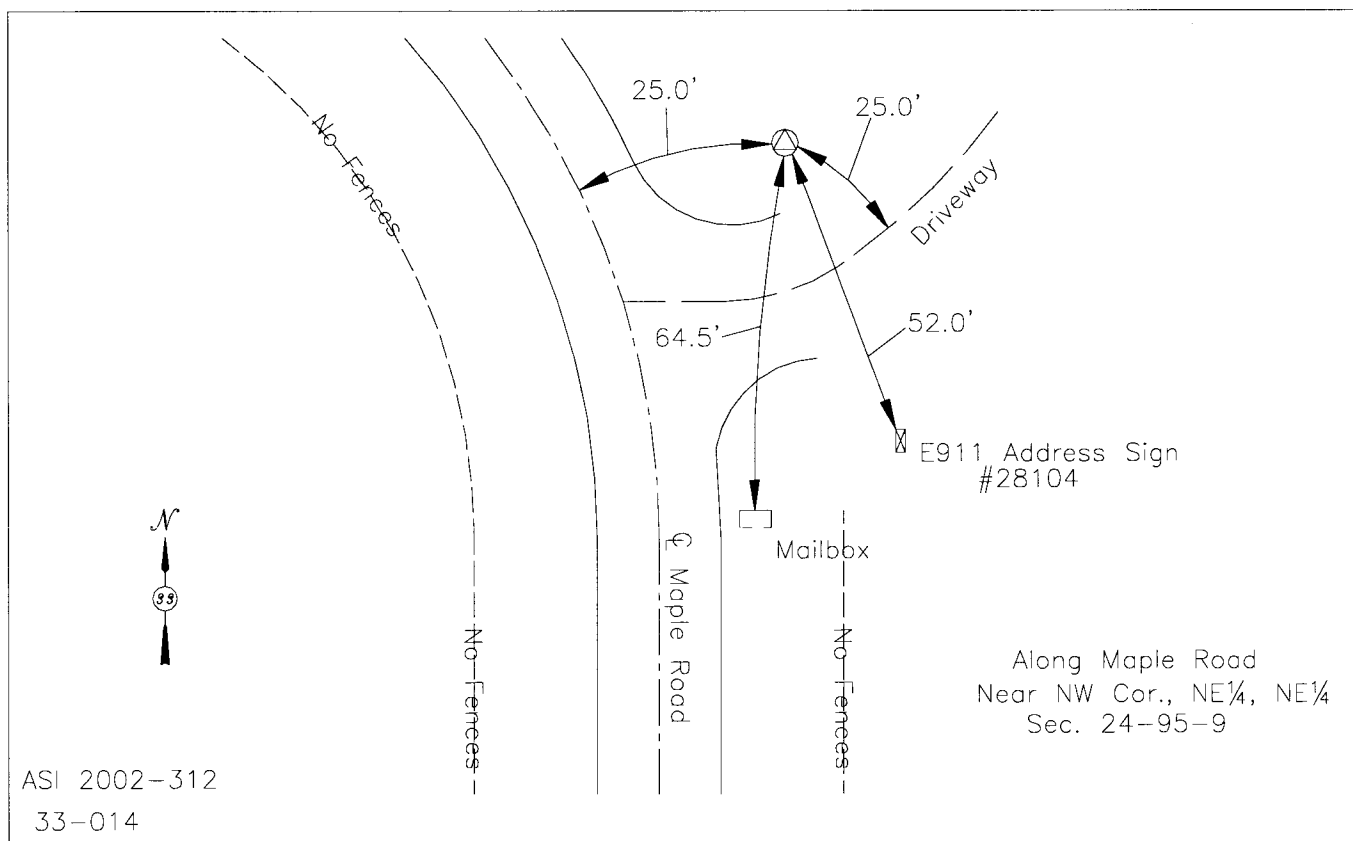 25.0'
25.0'
No Fences
Driveway
64.5'
52.0'
E911 Address Sign
#28104
N
Mailbox
33
℄ Maple Road
No Fences
No Fences
Along Maple Road
Near NW Cor., NE¼, NE¼
Sec. 24-95-9
ASI 2002-312
33-014